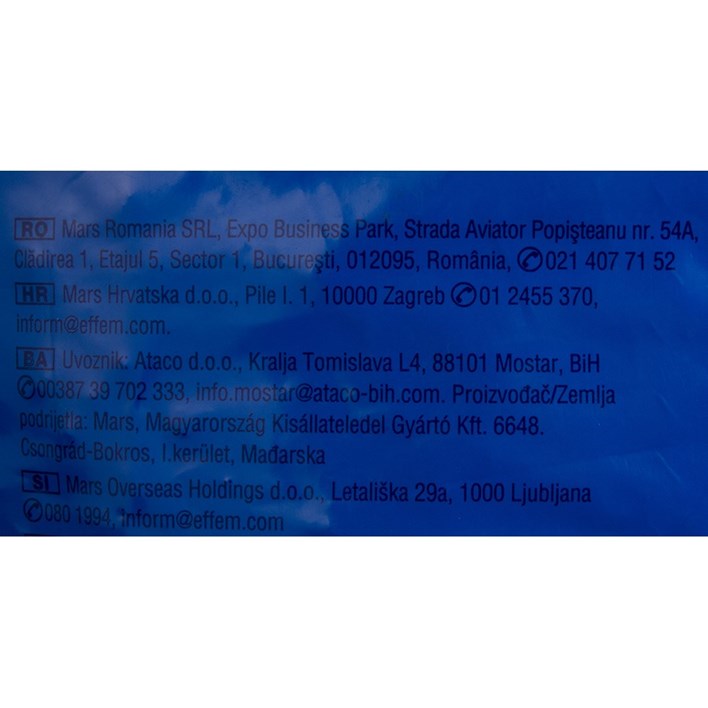 RO Mars Romania SRL, Expo Business Park, Strada Aviator Popişteanu nr. 54A,
Clădirea 1, Etajul 5, Sector 1, Bucureşti, 012095, România, ✆021 407 71 52
HR Mars Hrvatska d.o.o., Pile I. 1, 10000 Zagreb ✆01 2455 370,
inform@effem.com.
BA Uvoznik: Ataco d.o.o., Kralja Tomislava L4, 88101 Mostar, BiH
✆00387 39 702 333, info.mostar@ataco-bih.com. Proizvođač/Zemlja
podrijetla: Mars, Magyarország Kisállateledel Gyártó Kft. 6648.
Csongrád-Bokros, I.kerület, Mađarska
SI Mars Overseas Holdings d.o.o., Letališka 29a, 1000 Ljubljana
✆080 1994, inform@effem.com